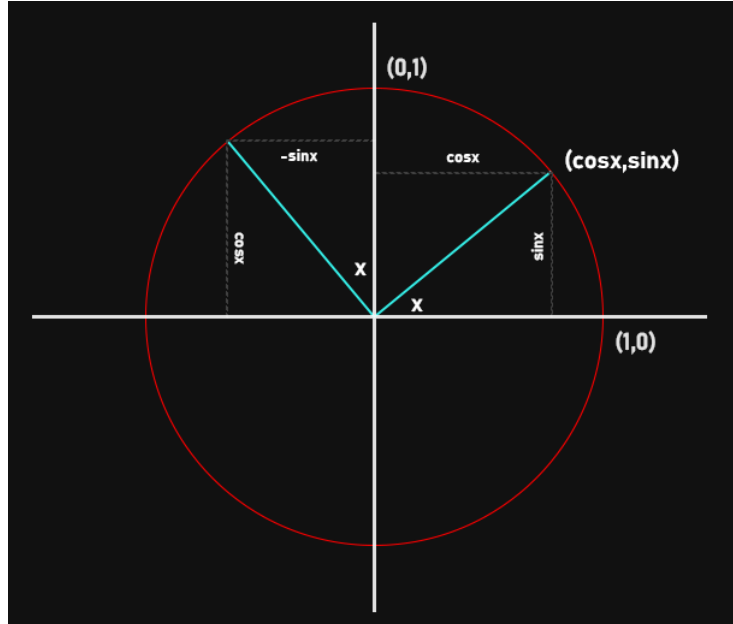 (0,1)
-sinx
cosx
(cosx,sinx)
cosx
sinx
X
X
(1,0)